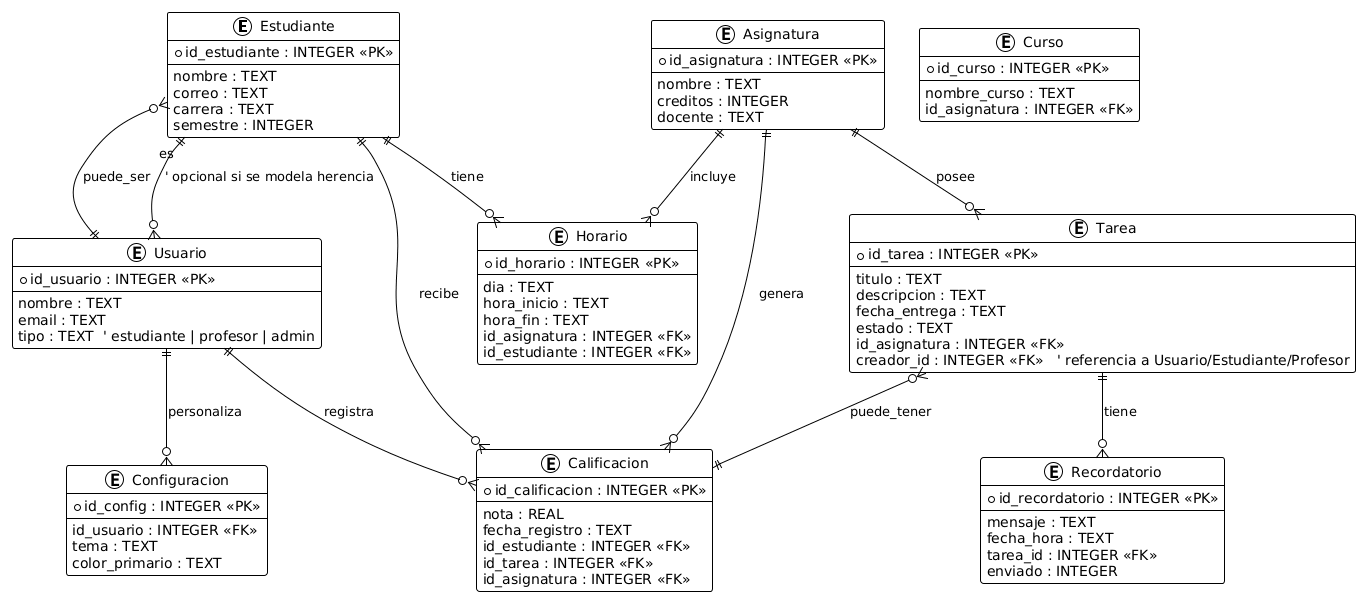 E Estudiante
id_estudiante : INTEGER «PK»
nombre : TEXT
correo : TEXT
carrera : TEXT
semestre : INTEGER
E Asignatura
id_asignatura : INTEGER «PK»
nombre : TEXT
creditos : INTEGER
docente : TEXT
E Curso
id_curso : INTEGER «PK»
nombre_curso : TEXT
id_asignatura : INTEGER «FK»
es
puede_ser
' opcional si se modela herencia
tiene
incluye
posee
E Usuario
id_usuario : INTEGER «PK»
nombre : TEXT
email : TEXT
tipo : TEXT ' estudiante | profesor | admin
E Horario
id_horario : INTEGER «PK»
dia : TEXT
hora_inicio : TEXT
hora_fin : TEXT
id_asignatura : INTEGER «FK»
id_estudiante : INTEGER «FK»
E Tarea
id_tarea : INTEGER «PK»
titulo : TEXT
descripcion : TEXT
fecha_entrega : TEXT
estado : TEXT
id_asignatura : INTEGER «FK»
creador_id : INTEGER «FK» ' referencia a Usuario/Estudiante/Profesor
recibe
genera
personaliza
registra
puede_tener
tiene
E Configuracion
id_config : INTEGER «PK»
id_usuario : INTEGER «FK»
tema : TEXT
color_primario : TEXT
E Calificacion
id_calificacion : INTEGER «PK»
nota : REAL
fecha_registro : TEXT
id_estudiante : INTEGER «FK»
id_tarea : INTEGER «FK»
id_asignatura : INTEGER «FK»
E Recordatorio
id_recordatorio : INTEGER «PK»
mensaje : TEXT
fecha_hora : TEXT
tarea_id : INTEGER «FK»
enviado : INTEGER